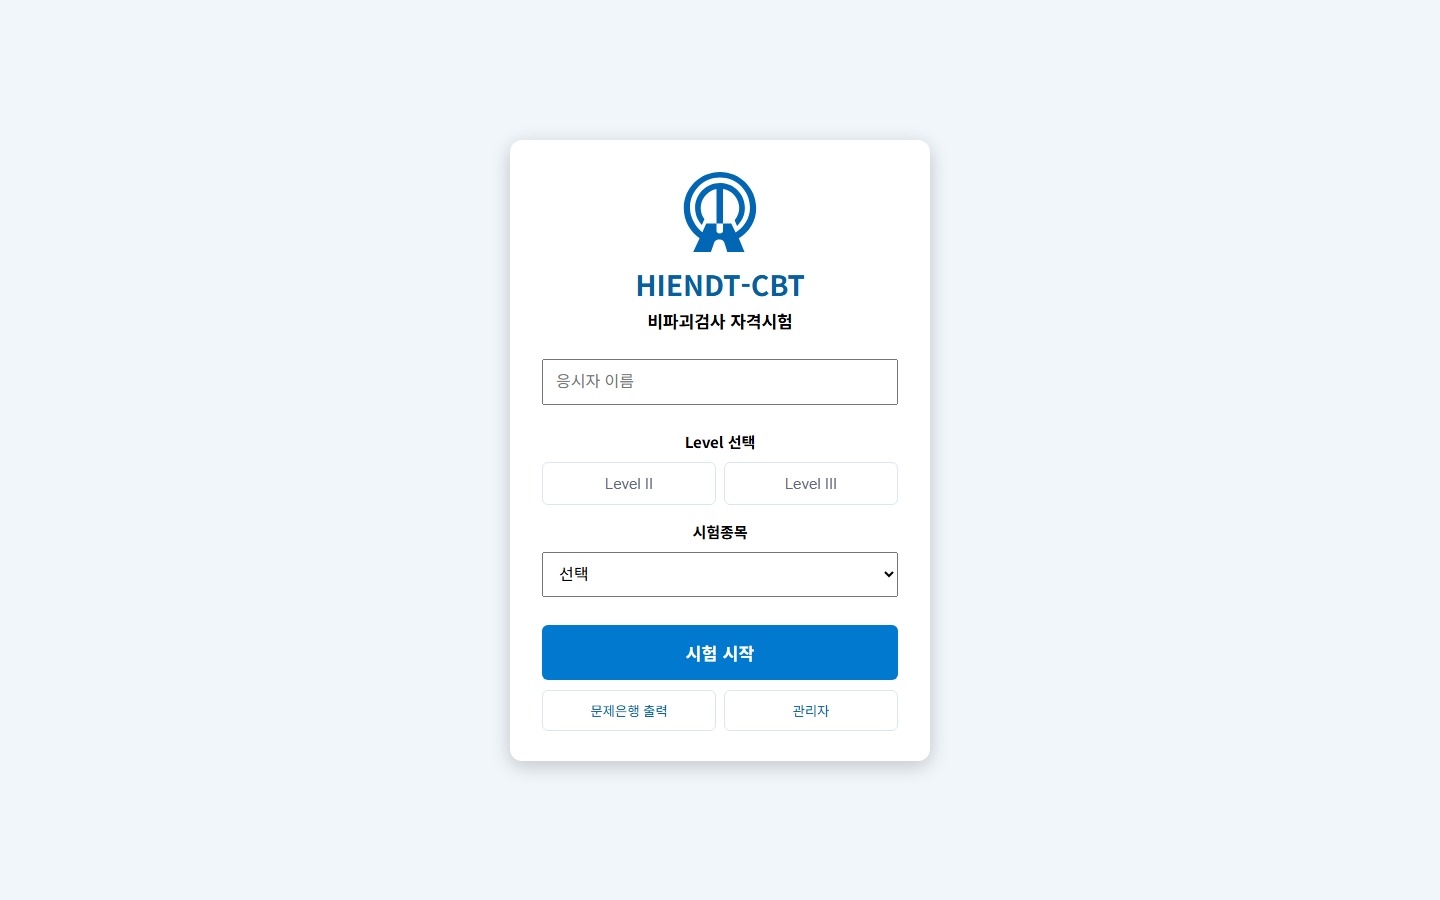 HIENDT-CBT
비파괴검사 자격시험
응시자 이름
Level 선택
Level II
Level III
시험종목
선택
시험 시작
문제은행 출력
관리자